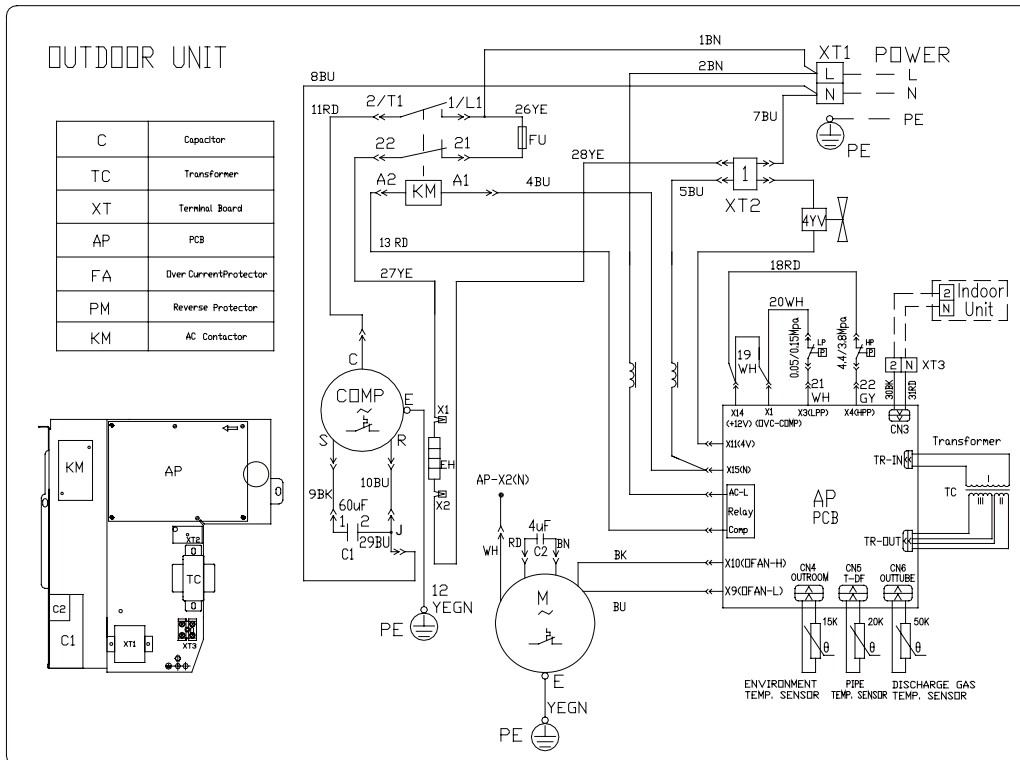 OUTDOOR UNIT
C Capacitor
TC Transformer
XT Terminal Board
AP PCB
FA Over CurrentProtector
PM Reverse Protector
KM AC Contactor
1BN
2BN
XT1
POWER
L
L
N
N
PE
PE
7BU
8BU
11RD
2/T1
1/L1
26YE
FU
22
21
28YE
A2
KM
A1
4BU
5BU
1
XT2
4YV
13 RD
27YE
18RD
20WH
19
WH
0.05/0.15Mpa
LP
P
4.4/3.8Mpa
HP
P
21
WH
22
GY
2
N
Indoor
Unit
2
N
XT3
30BK
31RD
CN3
C
COMP
~
E
S
R
X1
EH
X2
9BK
10BU
60uF
1
2
J
C1
29BU
12
YEGN
PE
AP-X2(N)
WH
RD
4uF
C2
BN
M
~
E
YEGN
PE
BK
BU
X14
(+12V)
X1
(OVC-COMP)
X3(LPP)
X4(HPP)
X11(4V)
X15(N)
AC-L
Relay
Comp
X10(OFAN-H)
X9(OFAN-L)
AP
PCB
TR-IN
TR-OUT
Transformer
TC
I
II
CN4
OUTROOM
CN5
T-DF
CN6
OUTTUBE
15K
θ
20K
θ
50K
θ
ENVIRONMENT
TEMP. SENSOR
PIPE
TEMP. SENSOR
DISCHARGE GAS
TEMP. SENSOR
KM
AP
XT2
TC
C2
C1
XT1
XT3